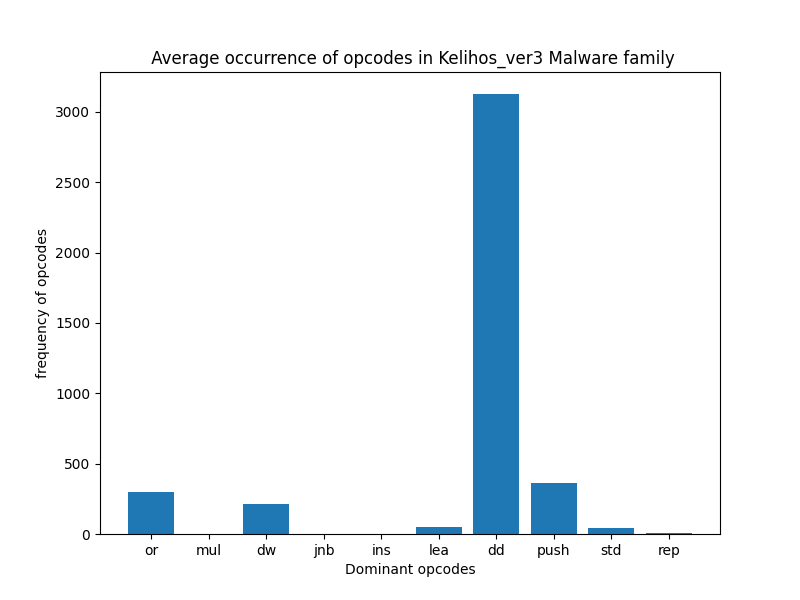 Average occurrence of opcodes in Kelihos_ver3 Malware family
3000
2500
2000
1500
1000
500
0
frequency of opcodes
or mul dw jnb ins lea dd push std rep
Dominant opcodes